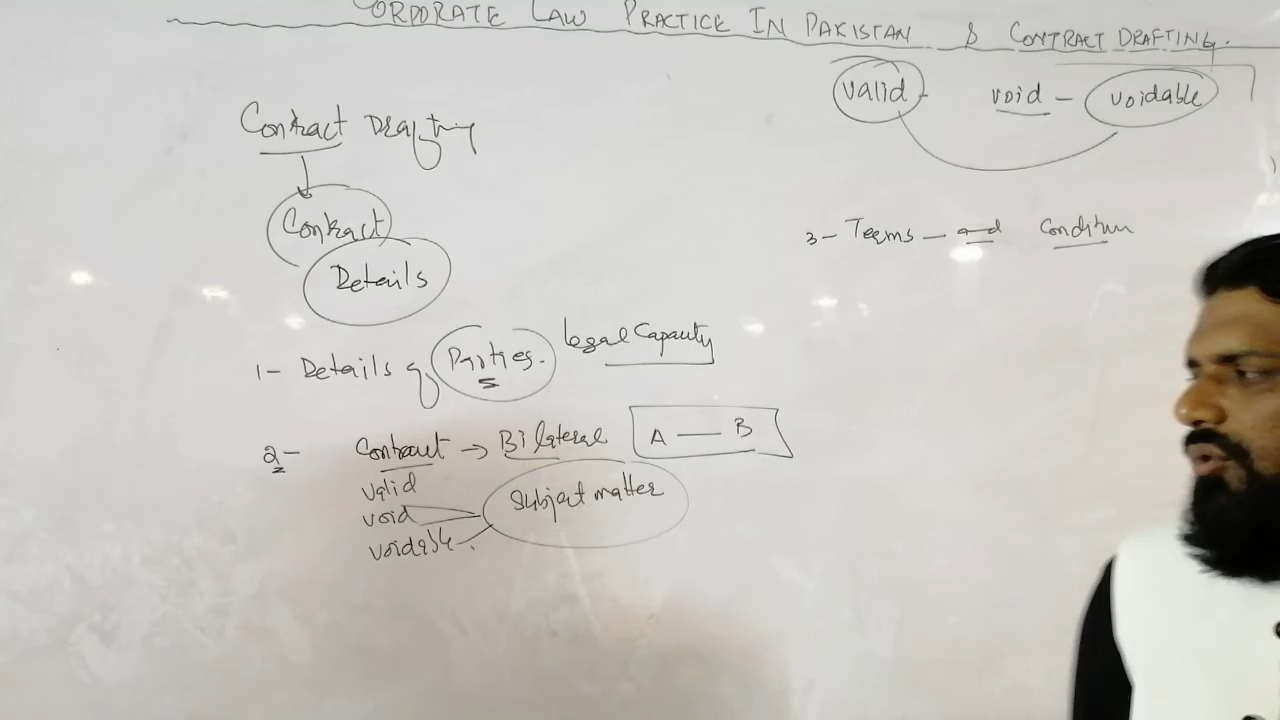 CORPORATE LAW PRACTICE IN PAKISTAN & CONTRACT DRAFTING.
valid - void - voidable
Contract Drafting
Contract
Details
1- Details of Parties. legal Capacity
2- Contract → Bilateral A — B
valid
void
voidable
Subject matter
3- Terms - and Condition